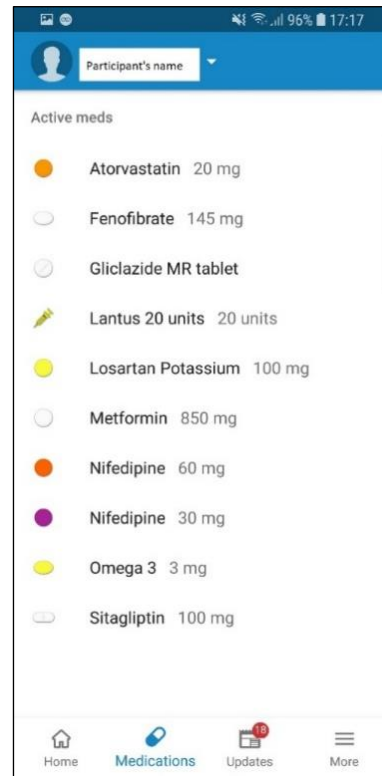 96% 17:17
Participant's name
Active meds
Atorvastatin 20 mg
Fenofibrate 145 mg
Gliclazide MR tablet
Lantus 20 units 20 units
Losartan Potassium 100 mg
Metformin 850 mg
Nifedipine 60 mg
Nifedipine 30 mg
Omega 3 3 mg
Sitagliptin 100 mg
18
Home Medications Updates More